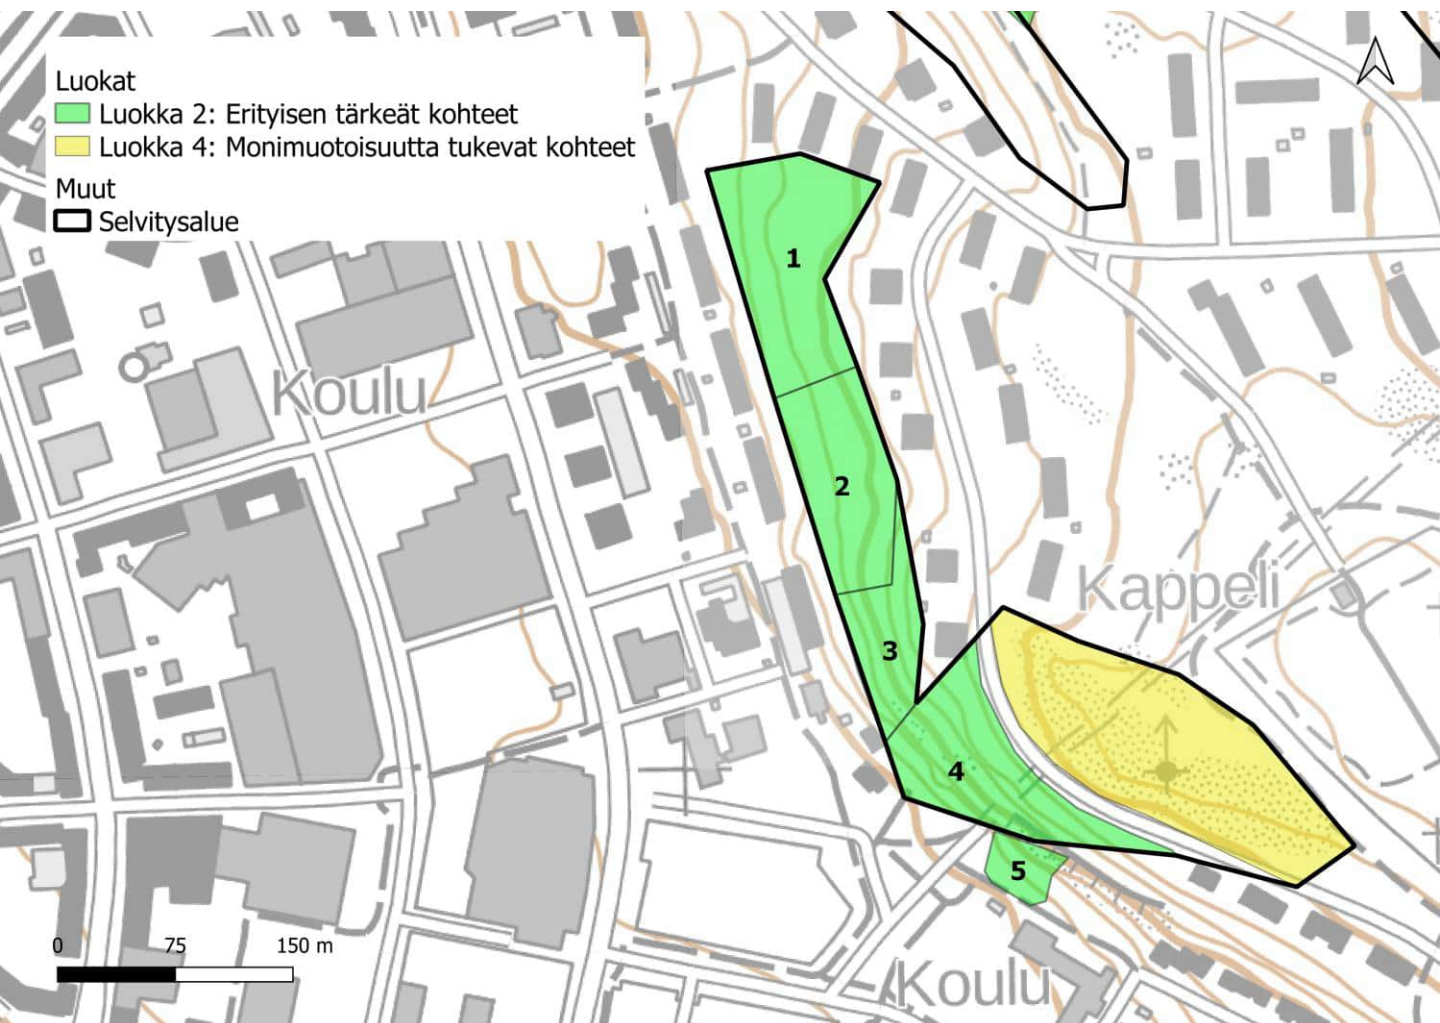 Luokat
Luokka 2: Erityisen tärkeät kohteet
Luokka 4: Monimuotoisuutta tukevat kohteet
Muut
Selvitysalue
1
Koulu
2
Kappeli
3
4
5
0 75 150 m
Koulu